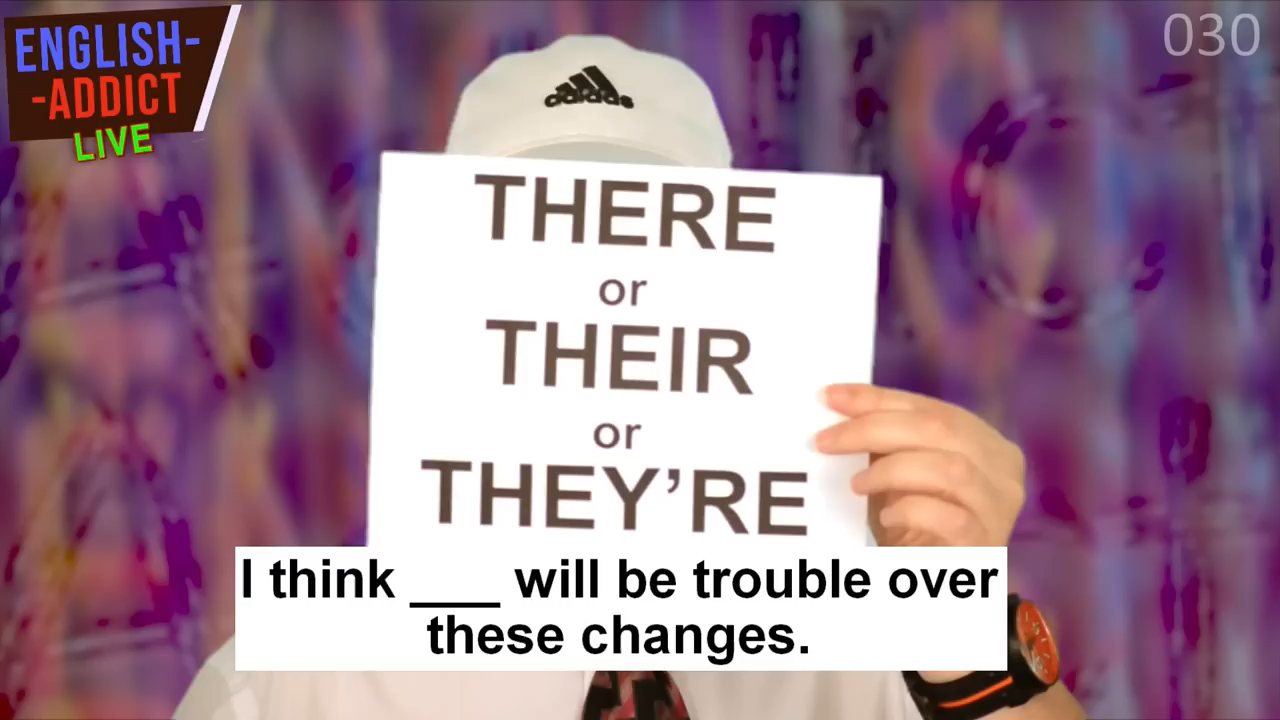 ENGLISH-
-ADDICT
LIVE
030
adidas
THERE
or
THEIR
or
THEY'RE
I think ___ will be trouble over
these changes.